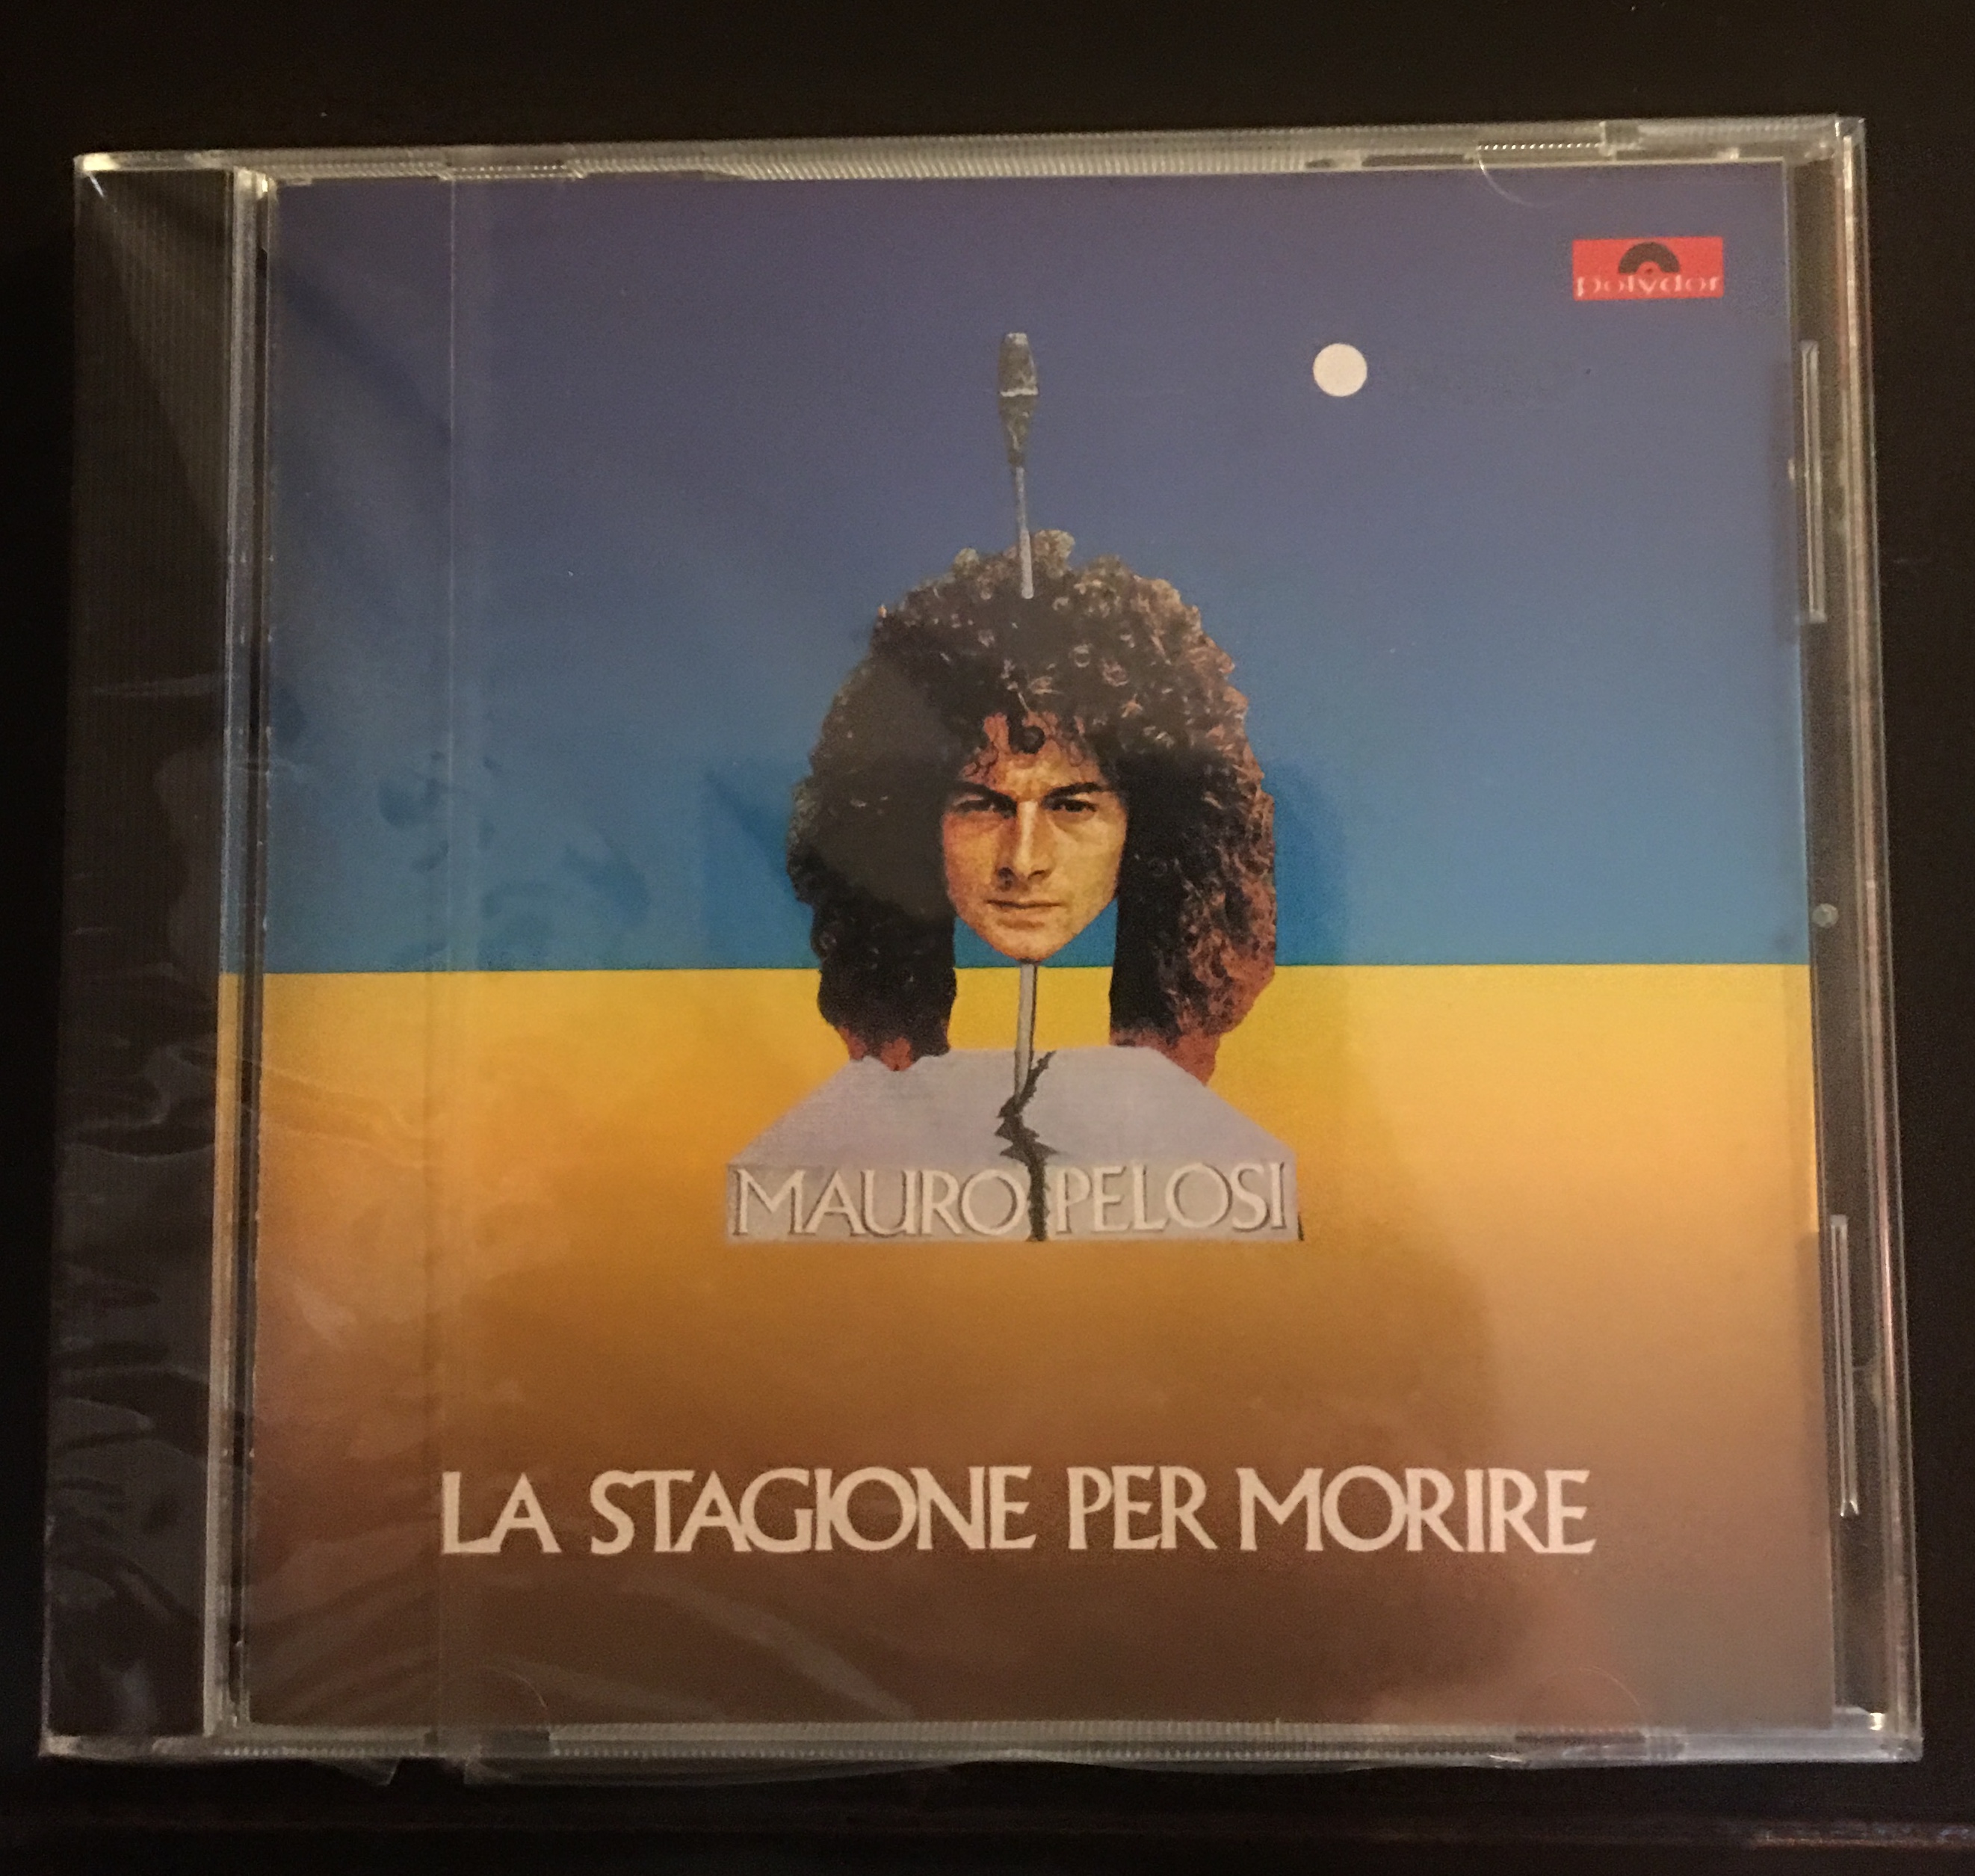 polydor
MAURO PELOSI
LA STAGIONE PER MORIRE